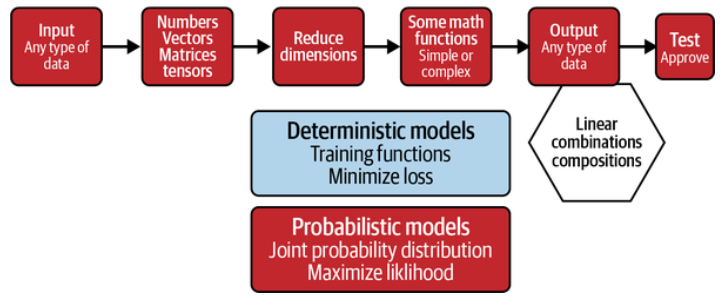 Input
Any type of
data
Numbers
Vectors
Matrices
tensors
Reduce
dimensions
Some math
functions
Simple or
complex
Output
Any type of
data
Test
Approve
Deterministic models
Training functions
Minimize loss
Linear
combinations
compositions
Probabilistic models
Joint probability distribution
Maximize liklihood